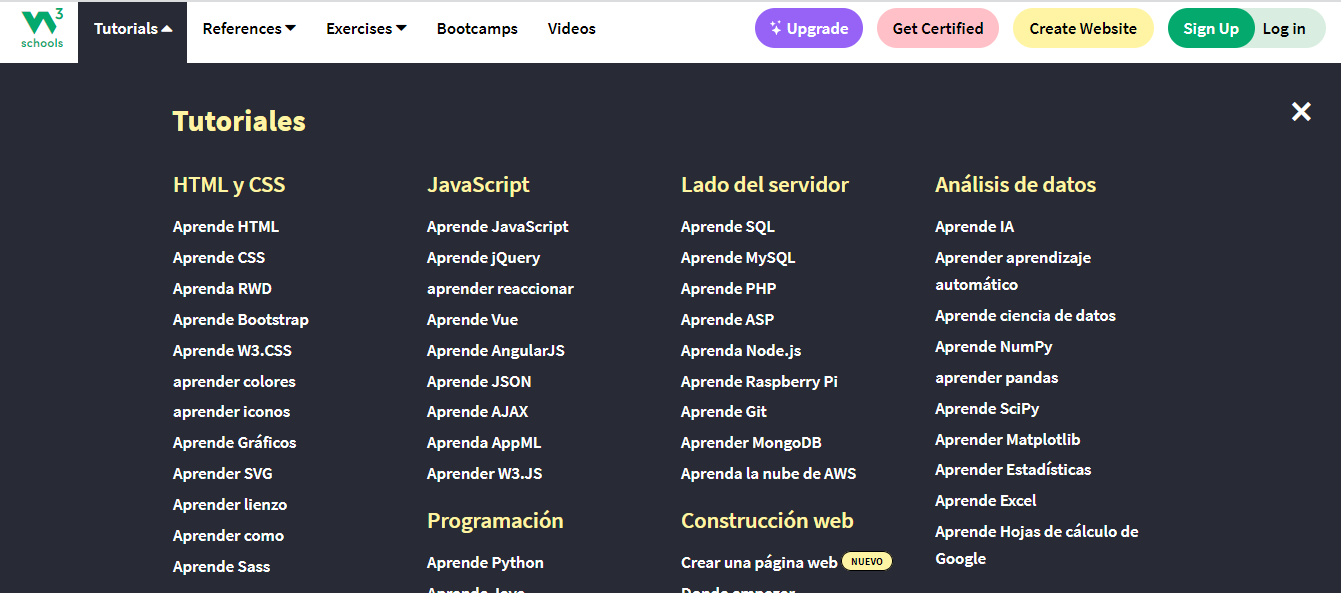 W3
schools
Tutorials
References
Exercises
Bootcamps
Videos
Upgrade
Get Certified
Create Website
Sign Up
Log in
Tutoriales
HTML y CSS
Aprende HTML
Aprende CSS
Aprenda RWD
Aprende Bootstrap
Aprende W3.CSS
aprender colores
aprender iconos
Aprende Gráficos
Aprender SVG
Aprender lienzo
Aprender como
Aprende Sass
JavaScript
Aprende JavaScript
Aprende jQuery
aprender reaccionar
Aprende Vue
Aprende AngularJS
Aprende JSON
Aprende AJAX
Aprenda AppML
Aprender W3.JS
Programación
Aprende Python
Aprende Java
Lado del servidor
Aprende SQL
Aprende MySQL
Aprende PHP
Aprende ASP
Aprenda Node.js
Aprende Raspberry Pi
Aprende Git
Aprender MongoDB
Aprenda la nube de AWS
Construcción web
Crear una página web NUEVO
Donde empezar
Análisis de datos
Aprende IA
Aprender aprendizaje
automático
Aprende ciencia de datos
Aprende NumPy
aprender pandas
Aprende SciPy
Aprender Matplotlib
Aprender Estadísticas
Aprende Excel
Aprende Hojas de cálculo de
Google